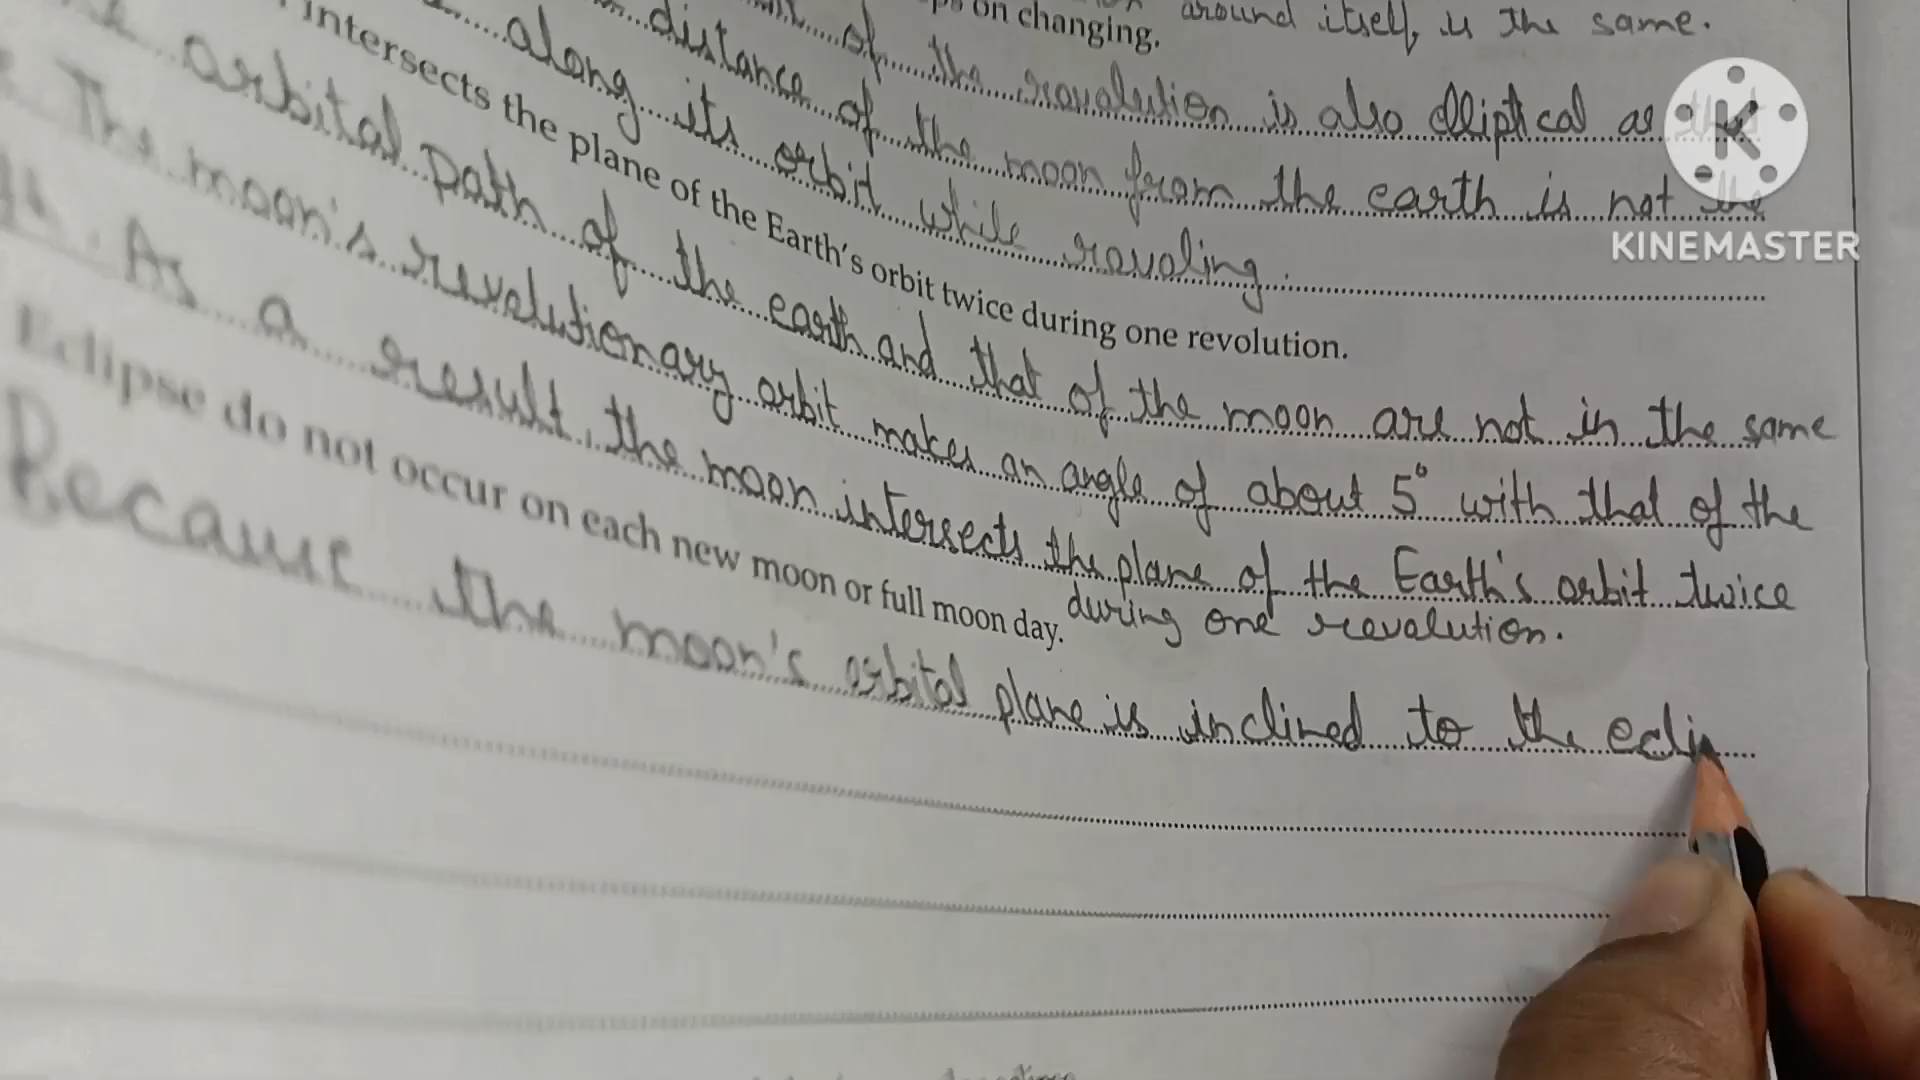 on changing. around itself, is the same.
of the revolution is also elliptical as
distance of the moon from the earth is not the
along its orbit while revoling.
intersects the plane of the Earth's orbit twice during one revolution.
orbital path of the earth and that of the moon are not in the same
The moon's revolutionary orbit makes an angle of about 5° with that of the
As a result, the moon intersects the plane of the Earth's orbit twice
during one revolution.
Eclipse do not occur on each new moon or full moon day.
Because the moon's orbital plane is inclined to the ecli
KINEMASTER